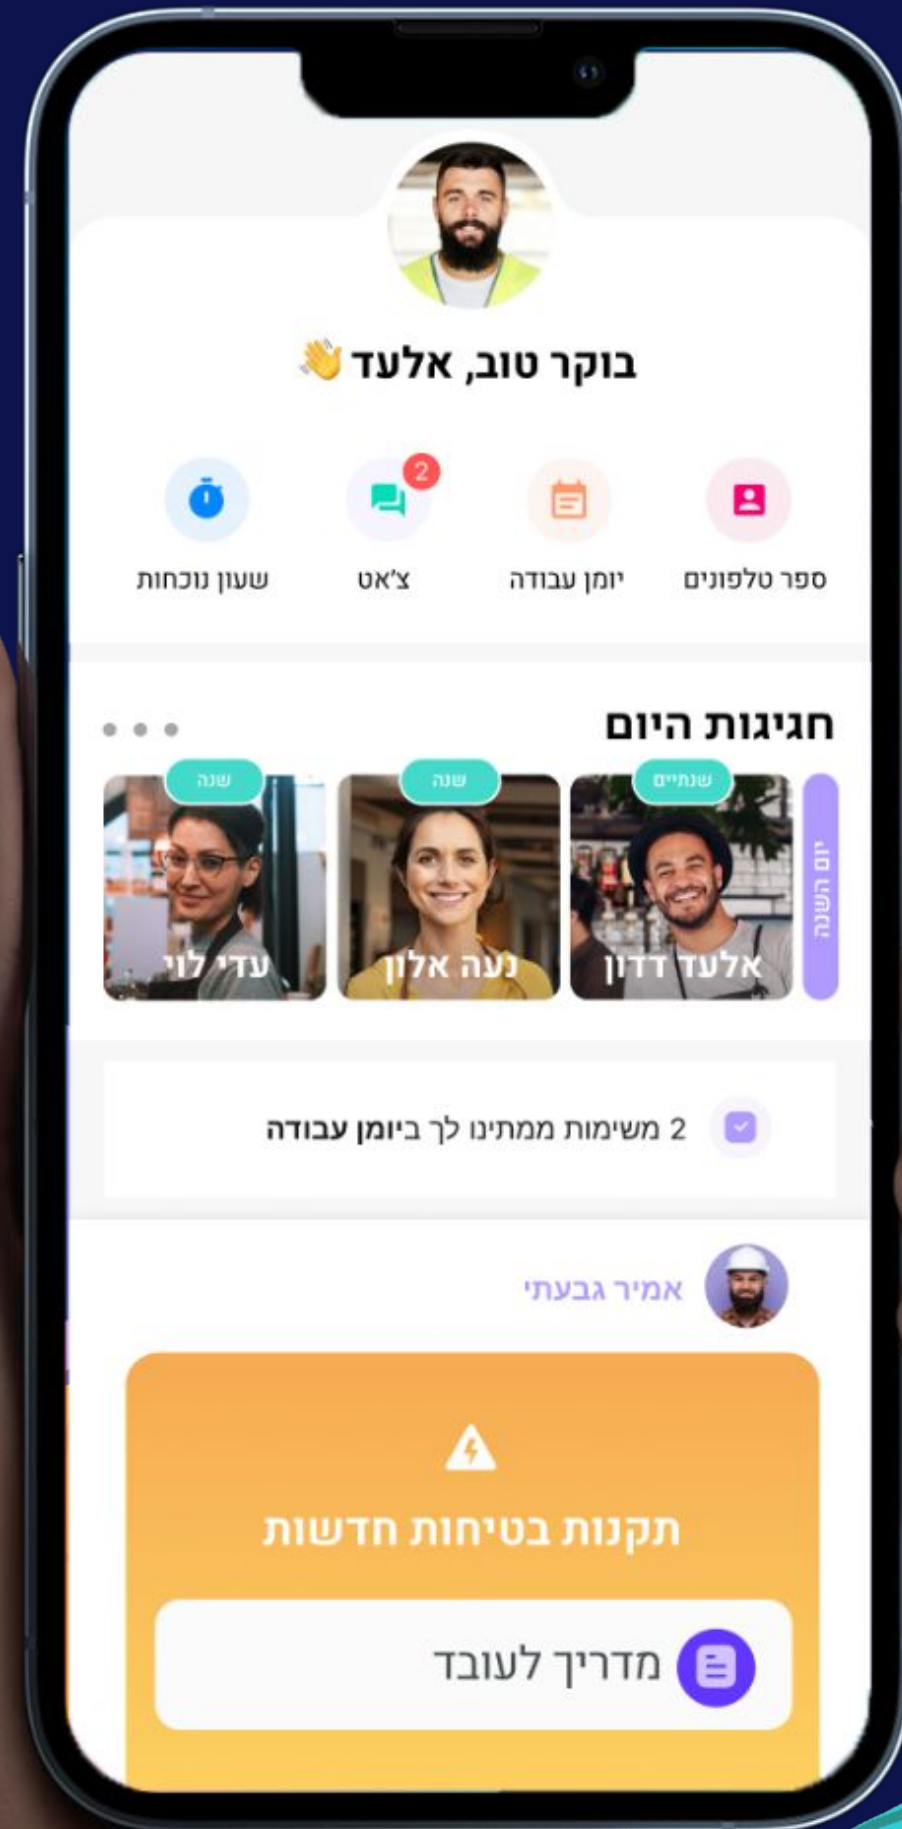 בוקר טוב, אלעד 👋
2
ספר טלפונים
יומן עבודה
צ'אט
שעון נוכחות
חגיגות היום
יום השנה
שנתיים
אלעד דדון
שנה
נעה אלון
שנה
עדי לוי
2 משימות ממתינו לך ביומן עבודה
אמיר גבעתי
תקנות בטיחות חדשות
מדריך לעובד